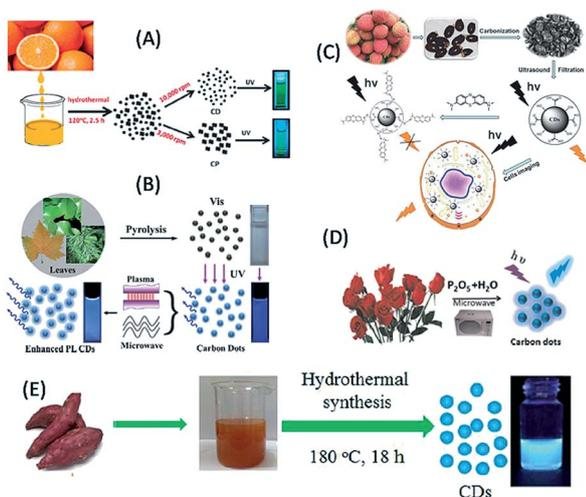 (A)
hydrothermal
120°C, 2.5 h
10,000 rpm
CD
UV
3,000 rpm
CP
UV
(B)
Leaves
Pyrolysis
Vis
UV
Plasma
Microwave
Enhanced PL CDs
Carbon Dots
(C)
Carbonization
Ultrasound
Filtration
hν
hν
CDs
hν
Cells imaging
(D)
P₂O₅+H₂O
Microwave
hυ
Carbon dots
(E)
Hydrothermal
synthesis
180 °C, 18 h
CDs